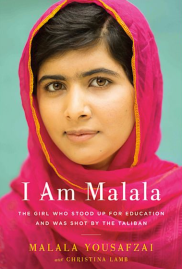 I Am Malala
THE GIRL WHO STOOD UP FOR EDUCATION
AND WAS SHOT BY THE TALIBAN
MALALA YOUSAFZAI
with CHRISTINA LAMB